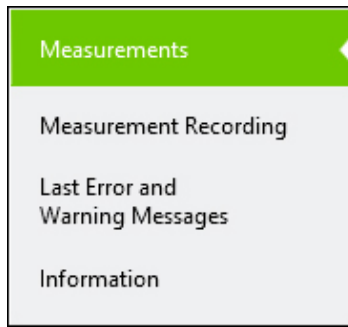 Measurements
Measurement Recording
Last Error and
Warning Messages
Information